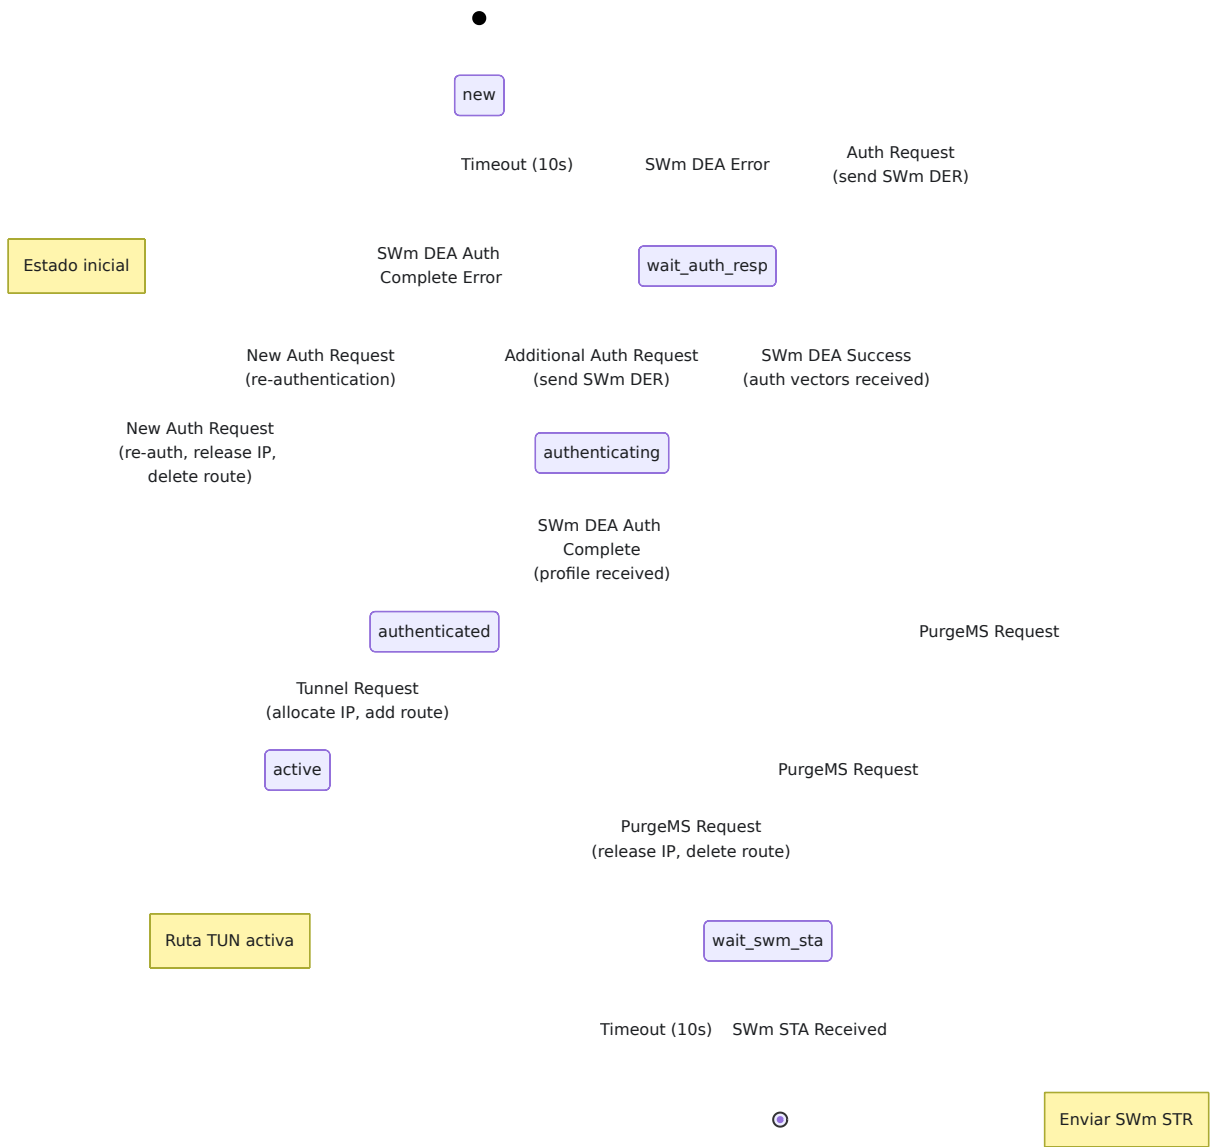 new
Timeout (10s)
SWm DEA Error
Auth Request
(send SWm DER)
Estado inicial
SWm DEA Auth
Complete Error
wait_auth_resp
New Auth Request
(re-authentication)
Additional Auth Request
(send SWm DER)
SWm DEA Success
(auth vectors received)
New Auth Request
(re-auth, release IP,
delete route)
authenticating
SWm DEA Auth
Complete
(profile received)
authenticated
PurgeMS Request
Tunnel Request
(allocate IP, add route)
active
PurgeMS Request
PurgeMS Request
(release IP, delete route)
Ruta TUN activa
wait_swm_sta
Timeout (10s)
SWm STA Received
Enviar SWm STR